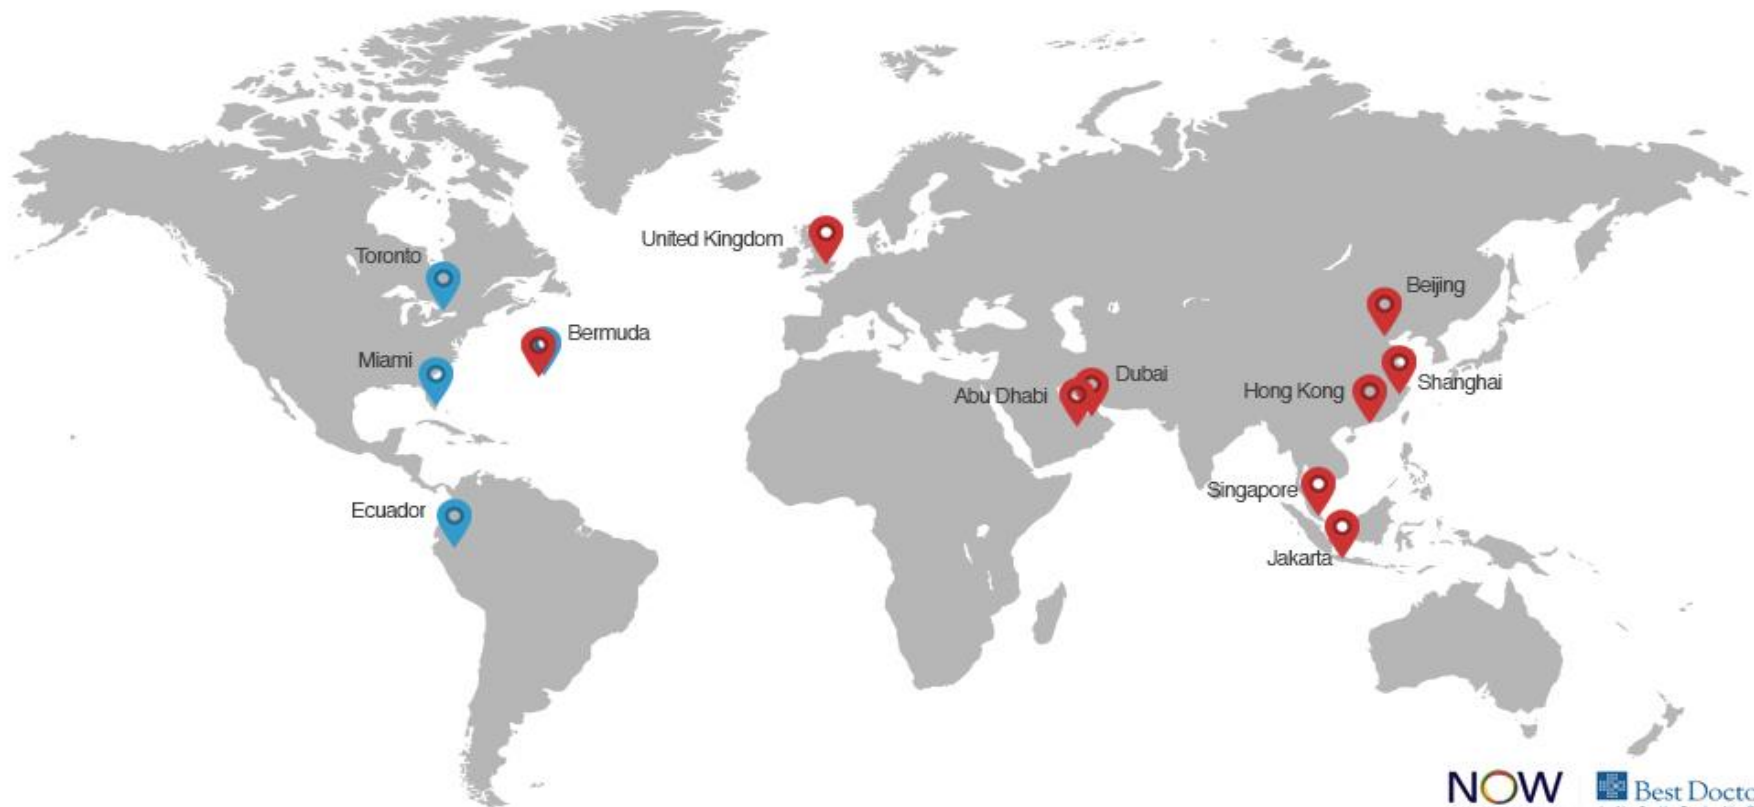 United Kingdom
Toronto
Beijing
Bermuda
Miami
Dubai
Abu Dhabi
Hong Kong
Shanghai
Singapore
Ecuador
Jakarta
NOW
Best Docto